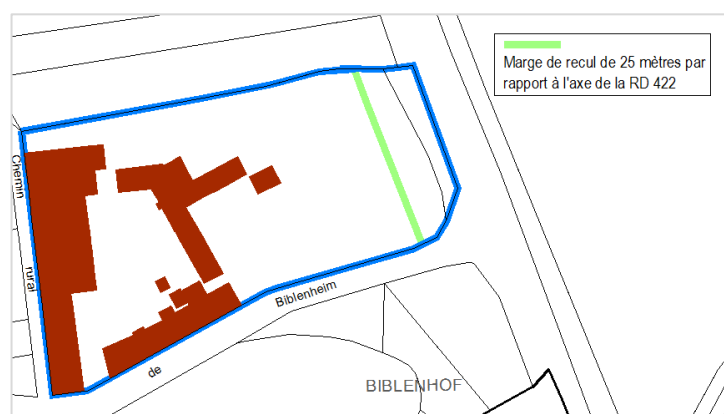 Marge de recul de 25 mètres par
rapport à l'axe de la RD 422
Chemin
rural
de
Biblenheim
BIBLENHOF